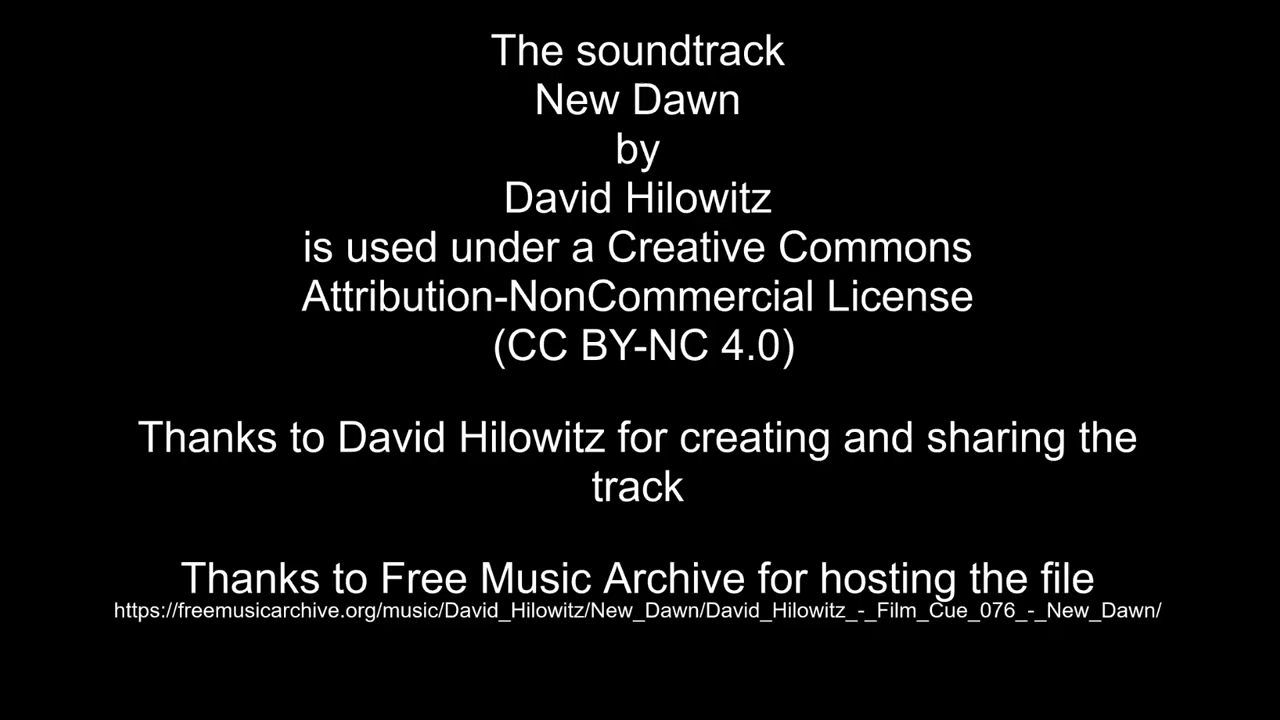 The soundtrack
New Dawn
by
David Hilowitz
is used under a Creative Commons
Attribution-NonCommercial License
(CC BY-NC 4.0)
Thanks to David Hilowitz for creating and sharing the
track
Thanks to Free Music Archive for hosting the file
https://freemusicarchive.org/music/David_Hilowitz/New_Dawn/David_Hilowitz_-_Film_Cue_076_-_New_Dawn/